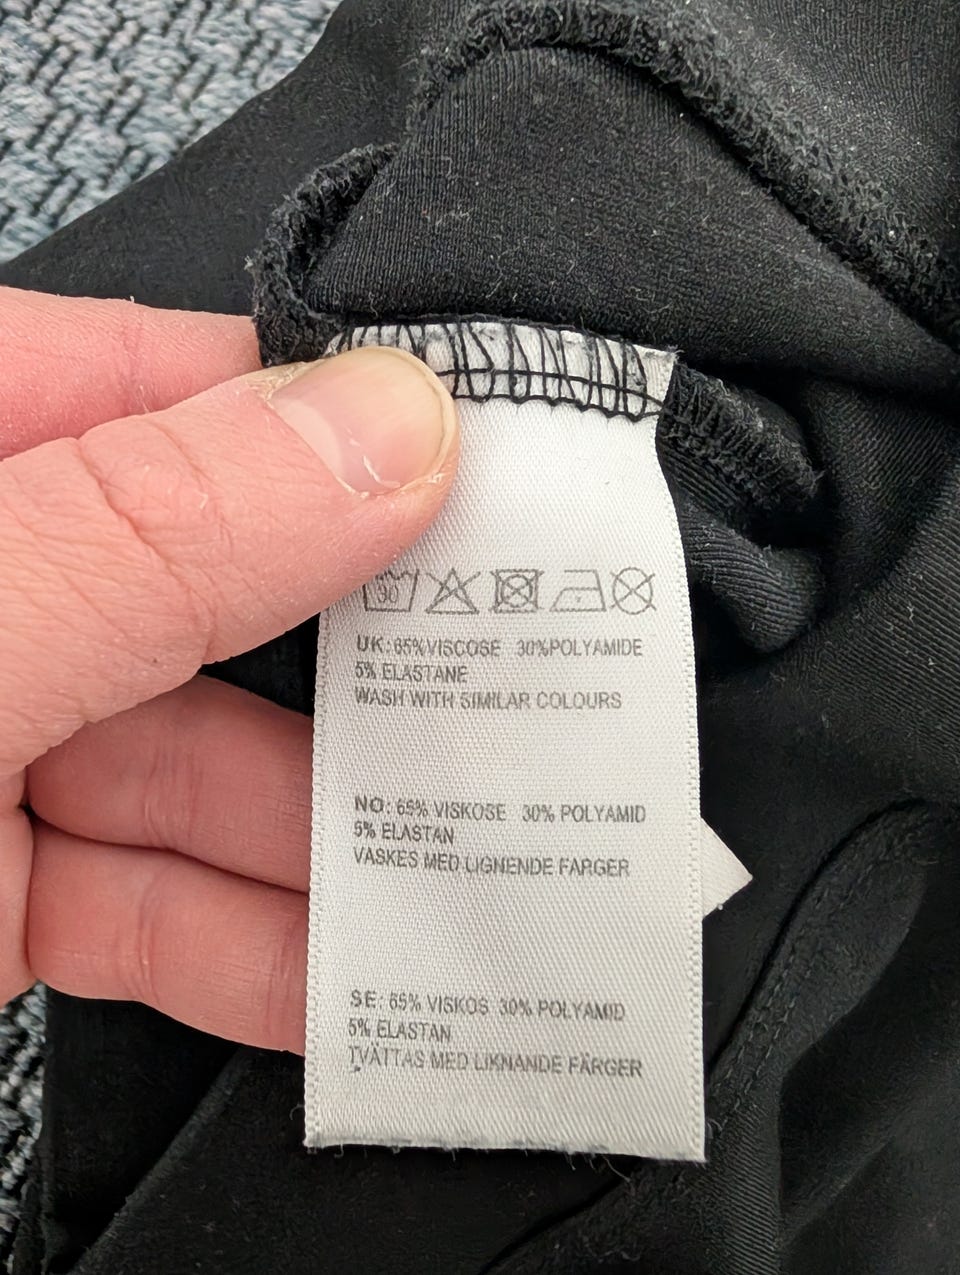 30
UK: 65%VISCOSE 30%POLYAMIDE
5% ELASTANE
WASH WITH SIMILAR COLOURS
NO: 65% VISKOSE 30% POLYAMID
5% ELASTAN
VASKES MED LIGNENDE FARGER
SE: 65% VISKOS 30% POLYAMID
5% ELASTAN
TVÄTTAS MED LIKNANDE FÄRGER